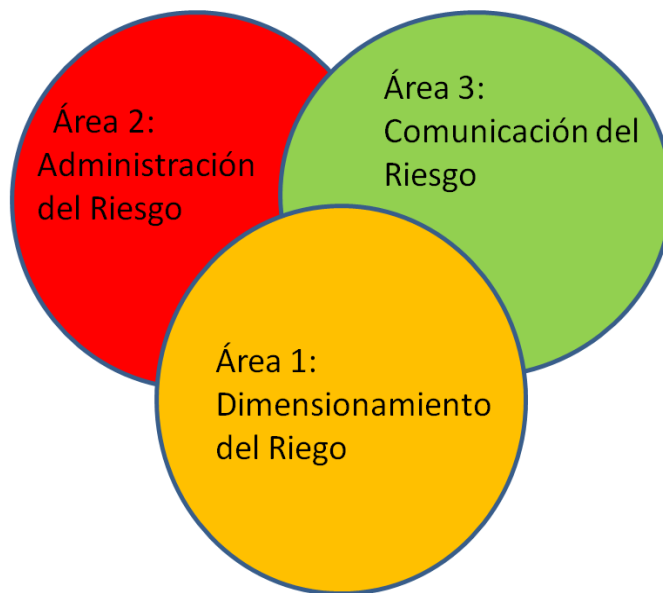 Área 2:
Administración
del Riesgo
Área 3:
Comunicación del
Riesgo
Área 1:
Dimensionamiento
del Riego